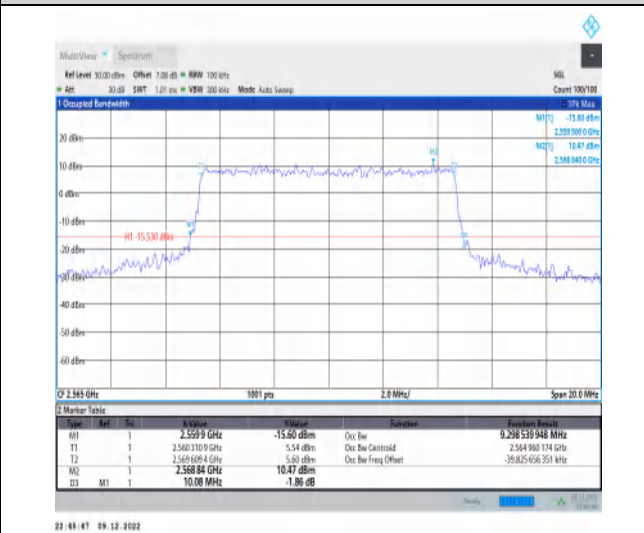 MultiView Spectrum
Ref Level 30.00 dBm Offset 7.00 dB RBW 100 kHz SGL
Att 30 dB SWT 1.01 ms VBW 300 kHz Mode Auto Sweep Count 100/100
1 Occupied Bandwidth 1Pk Max
M1[1] -15.60 dBm
2.559 900 0 GHz
M2[1] 10.47 dBm
2.568 840 0 GHz
20 dBm
M2
10 dBm
0 dBm
-10 dBm
M1
H1 -15.530 dBm
-20 dBm
-30 dBm
-40 dBm
-50 dBm
-60 dBm
CF 2.565 GHz 1001 pts 2.0 MHz/ Span 20.0 MHz
2 Marker Table
Type Ref Trc X-Value Y-Value Function Function Result
M1 1 2.5599 GHz -15.60 dBm Occ Bw 9.298 539 948 MHz
T1 1 2.560 310 9 GHz 5.54 dBm Occ Bw Centroid 2.564 960 174 GHz
T2 1 2.569 609 4 GHz 5.60 dBm Occ Bw Freq Offset -39.825 656 351 kHz
M2 1 2.568 84 GHz 10.47 dBm
D3 M1 1 10.08 MHz -1.86 dB
Ready
22:45:47 09.12.2022